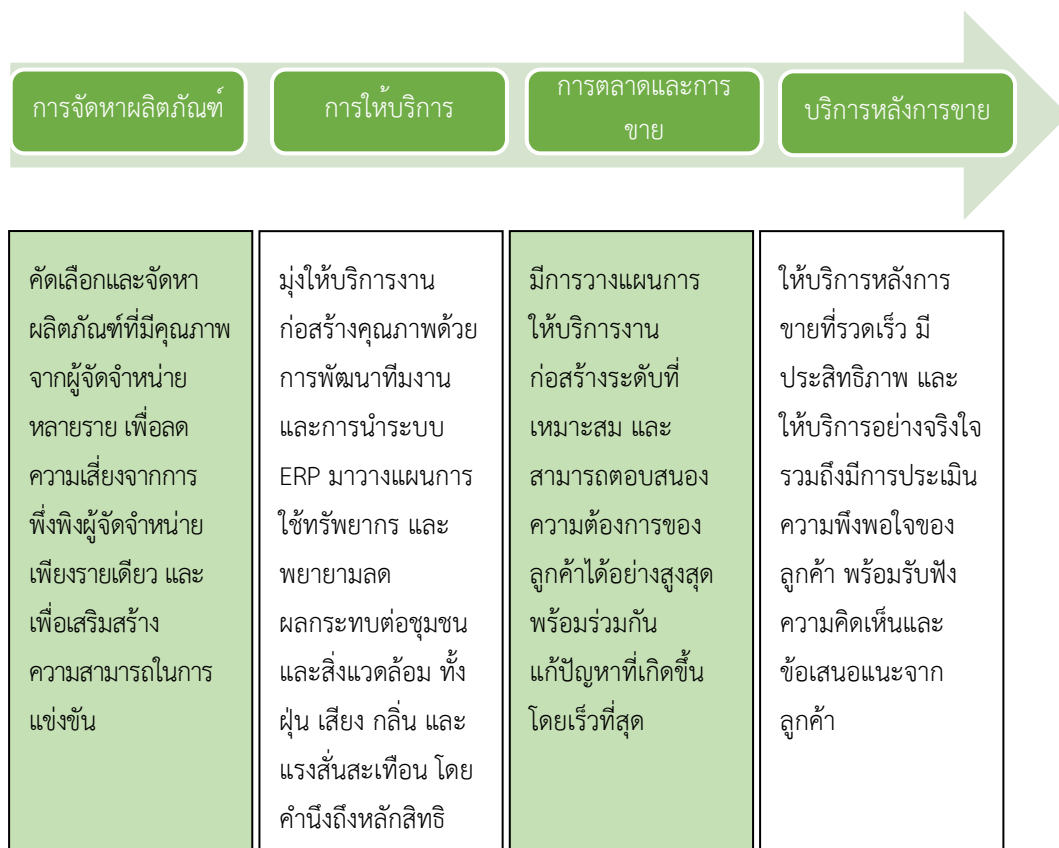 การจัดหาผลิตภัณฑ์
การให้บริการ
การตลาดและการ
ขาย
บริการหลังการขาย
คัดเลือกและจัดหา
ผลิตภัณฑ์ที่มีคุณภาพ
จากผู้จัดจำหน่าย
หลายราย เพื่อลด
ความเสี่ยงจากการ
พึ่งพิงผู้จัดจำหน่าย
เพียงรายเดียว และ
เพื่อเสริมสร้าง
ความสามารถในการ
แข่งขัน
มุ่งให้บริการงาน
ก่อสร้างคุณภาพด้วย
การพัฒนาทีมงาน
และการนำระบบ
ERP มาวางแผนการ
ใช้ทรัพยากร และ
พยายามลด
ผลกระทบต่อชุมชน
และสิ่งแวดล้อม ทั้ง
ฝุ่น เสียง กลิ่น และ
แรงสั่นสะเทือน โดย
คำนึงถึงหลักสิทธิ
มีการวางแผนการ
ให้บริการงาน
ก่อสร้างระดับที่
เหมาะสม และ
สามารถตอบสนอง
ความต้องการของ
ลูกค้าได้อย่างสูงสุด
พร้อมร่วมกัน
แก้ปัญหาที่เกิดขึ้น
โดยเร็วที่สุด
ให้บริการหลังการ
ขายที่รวดเร็ว มี
ประสิทธิภาพ และ
ให้บริการอย่างจริงใจ
รวมถึงมีการประเมิน
ความพึงพอใจของ
ลูกค้า พร้อมรับฟัง
ความคิดเห็นและ
ข้อเสนอแนะจาก
ลูกค้า